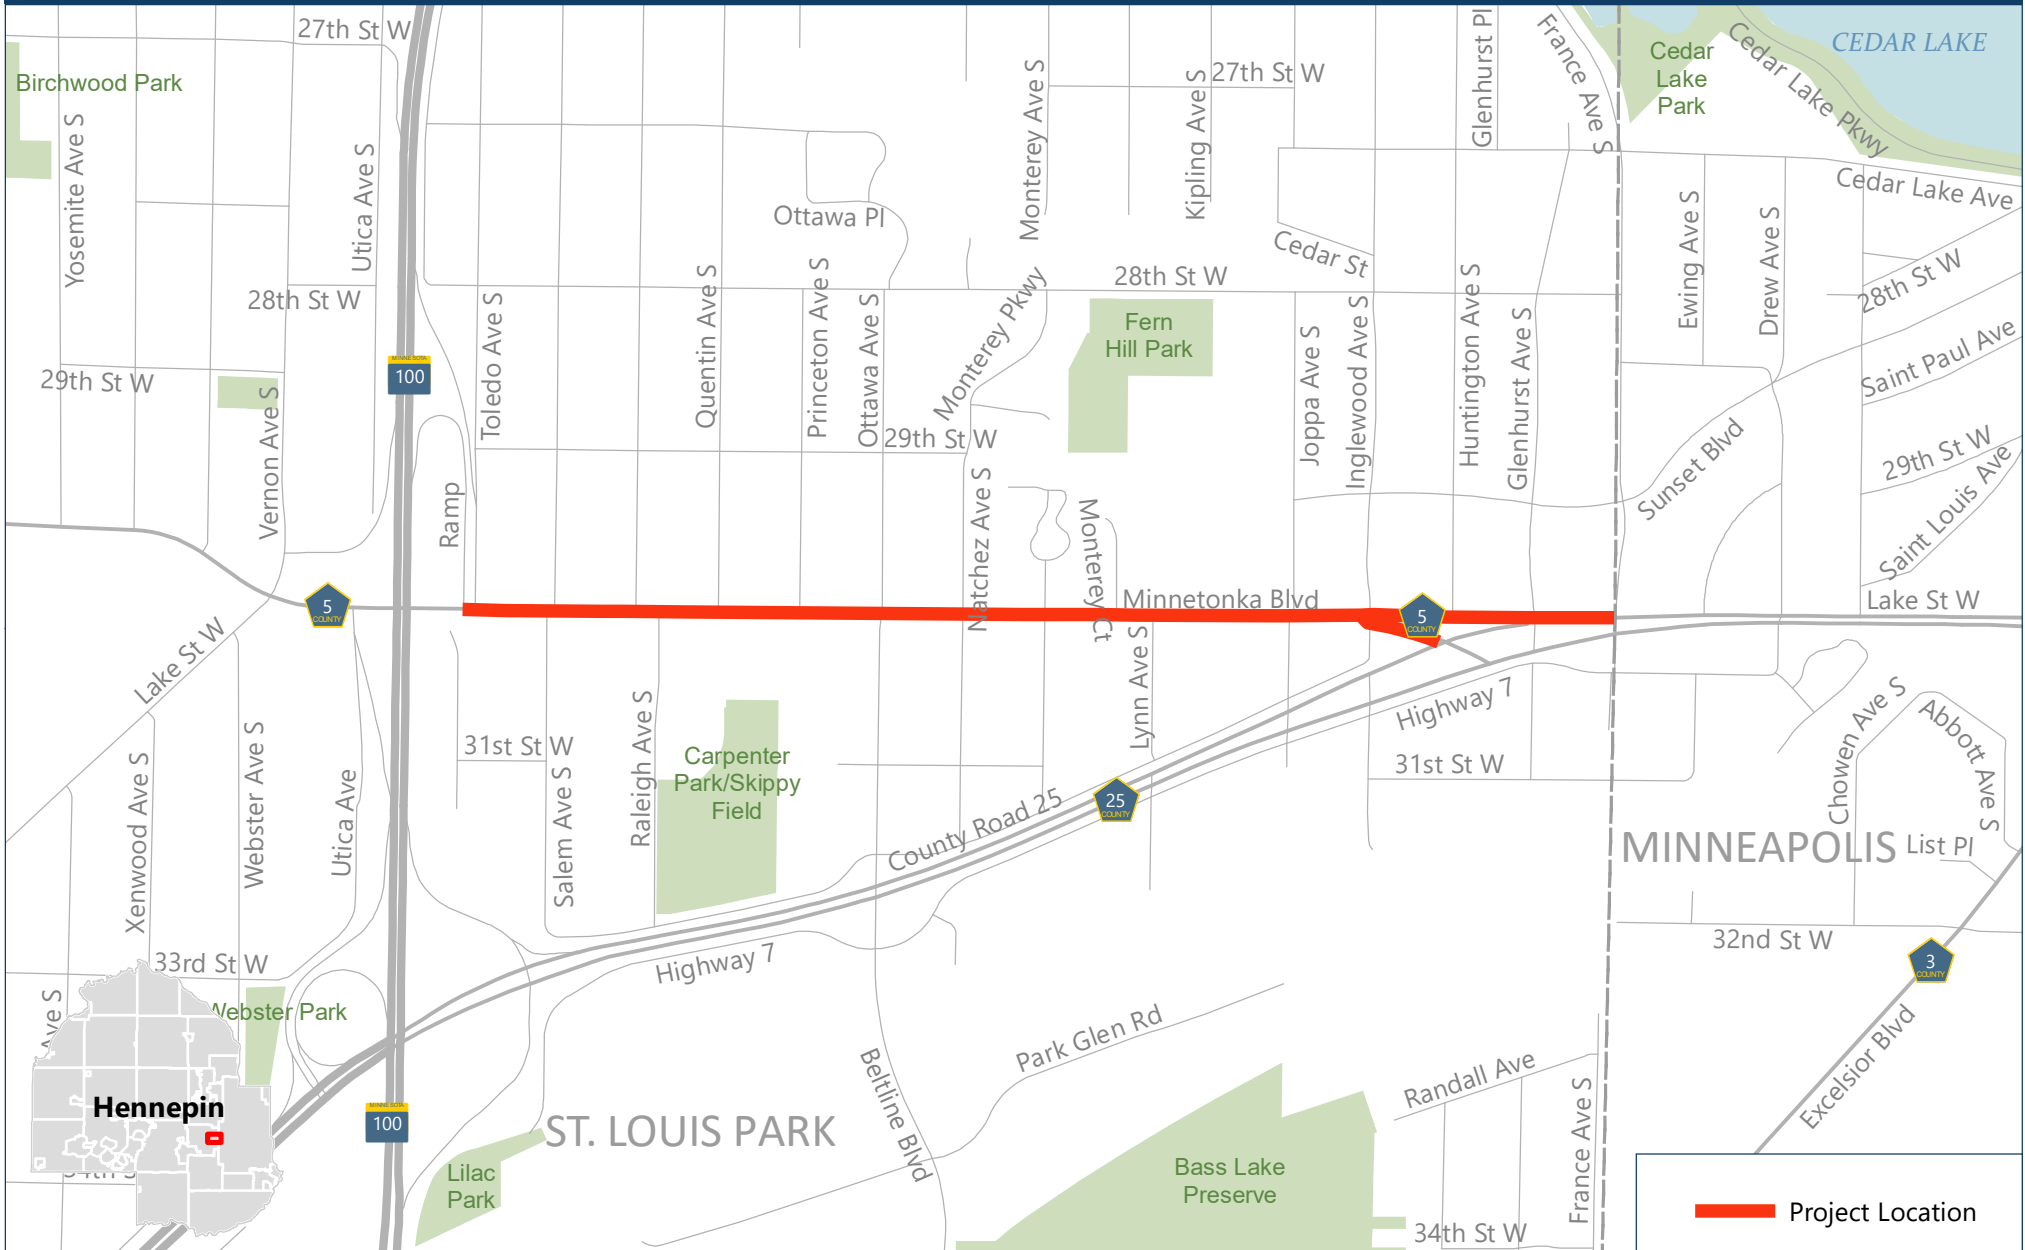 27th St W
CEDAR LAKE
Cedar
Lake
Park
Cedar Lake Pkwy
France Ave S
Glenhurst Pl
27th St W
Kipling Ave S
Monterey Ave S
Birchwood Park
Yosemite Ave S
Utica Ave S
Cedar Lake Ave
Ottawa Pl
Cedar St
28th St W
28th St W
28th St W
Ewing Ave S
Drew Ave S
Toledo Ave S
Quentin Ave S
Princeton Ave S
Ottawa Ave S
Monterey Pkwy
Fern
Hill Park
Joppa Ave S
Inglewood Ave S
Huntington Ave S
Glenhurst Ave S
Saint Paul Ave
MINNESOTA
100
29th St W
Vernon Ave S
29th St W
29th St W
Sunset Blvd
Saint Louis Ave
Ramp
Natchez Ave S
Monterey Ct
Minnetonka Blvd
5
COUNTY
5
COUNTY
Lake St W
Lake St W
Lynn Ave S
Highway 7
31st St W
31st St W
Raleigh Ave S
Salem Ave S
Carpenter
Park/Skippy
Field
Xenwood Ave S
Webster Ave S
Utica Ave
County Road 25
25
COUNTY
Chowen Ave S
Abbott Ave S
MINNEAPOLIS
List Pl
32nd St W
3
COUNTY
Excelsior Blvd
33rd St W
Highway 7
Ave S
Webster Park
Hennepin
34th S
MINNESOTA
100
ST. LOUIS PARK
Lilac
Park
Beltline Blvd
Park Glen Rd
Bass Lake
Preserve
Randall Ave
France Ave S
34th St W
Project Location